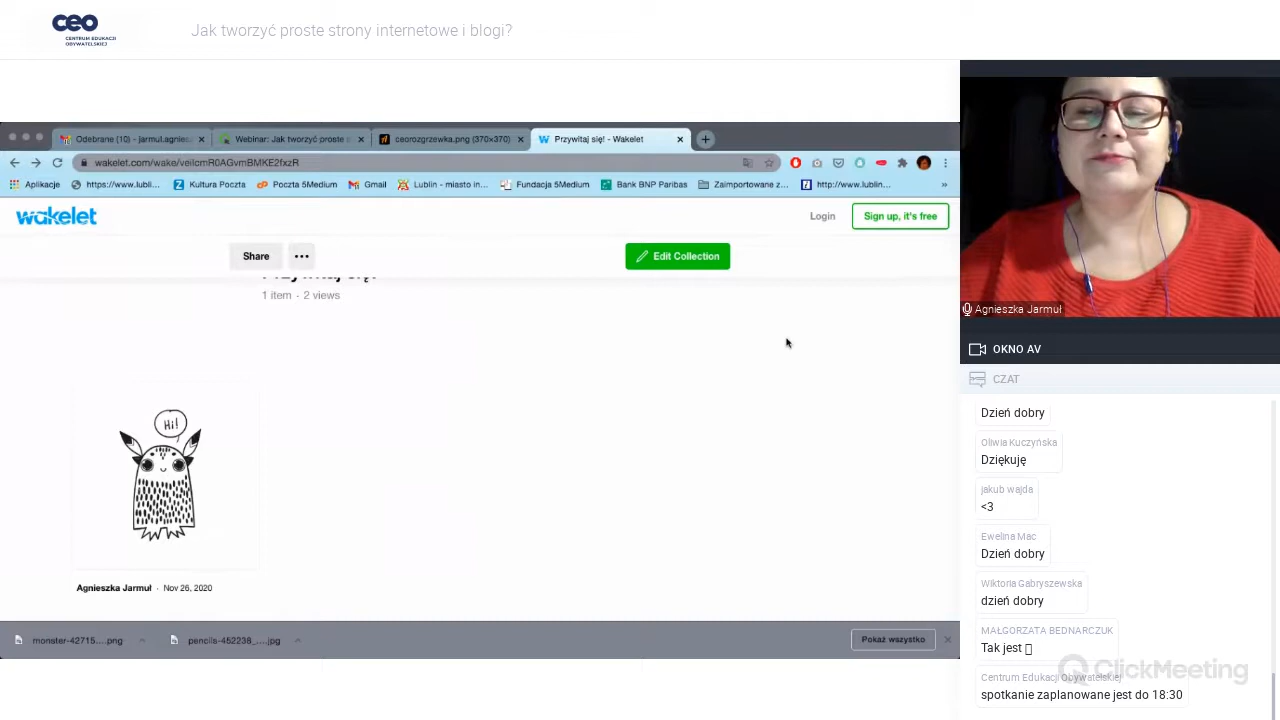 ceo
CENTRUM EDUKACJI
OBYWATELSKIEJ
Jak tworzyć proste strony internetowe i blogi?
Odebrane (10) - jarmul.agniesz
Webinar: Jak tworzyć proste
ceorozgrzewka.png (370×370)
Przywitaj się! - Wakelet
wakelet.com/wake/veiIcmR0AGvmBMKE2fxzR
Aplikacje
https://www.lubli...
Kultura Poczta
Poczta 5Medium
Gmail
Lublin - miasto in...
Fundacja 5Medium
Bank BNP Paribas
Zaimportowane z...
http://www.lublin...
»
wakelet
Login
Sign up, it's free
Share
Edit Collection
Przywitaj się!
1 item · 2 views
Hi!
Agnieszka Jarmuł · Nov 26, 2020
monster-42715....png
pencils-452238_....jpg
Pokaż wszystko
Agnieszka Jarmuł
OKNO AV
CZAT
Dzień dobry
Oliwia Kuczyńska
Dziękuję
jakub wajda
<3
Ewelina Mac
Dzień dobry
Wiktoria Gabryszewska
dzień dobry
MAŁGORZATA BEDNARCZUK
Tak jest
ClickMeeting
Centrum Edukacji Obywatelskiej
spotkanie zaplanowane jest do 18:30